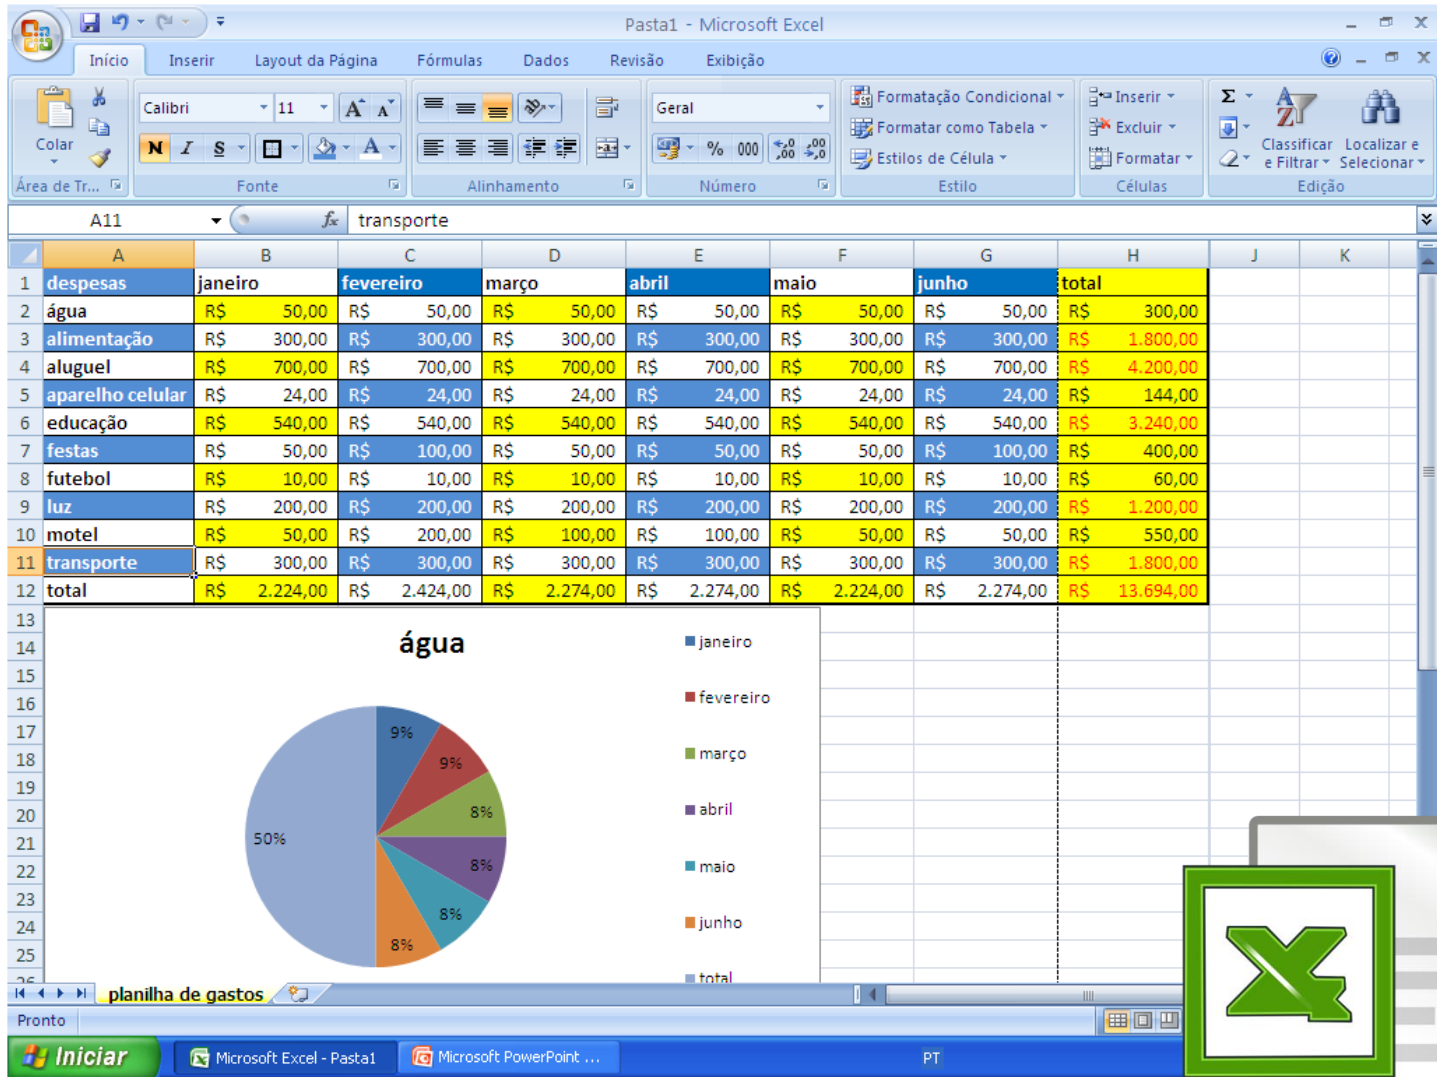 Pasta1 - Microsoft Excel
Início Inserir Layout da Página Fórmulas Dados Revisão Exibição
Colar
Área de Tr...
Calibri 11
N I S
Fonte
Alinhamento
Geral
% 000
Número
Formatação Condicional
Formatar como Tabela
Estilos de Célula
Estilo
Inserir
Excluir
Formatar
Células
Σ
Classificar e Filtrar
Localizar e Selecionar
Edição
A11 fx transporte
A B C D E F G H J K
1 despesas janeiro fevereiro março abril maio junho total
2 água R$ 50,00 R$ 50,00 R$ 50,00 R$ 50,00 R$ 50,00 R$ 50,00 R$ 300,00
3 alimentação R$ 300,00 R$ 300,00 R$ 300,00 R$ 300,00 R$ 300,00 R$ 300,00 R$ 1.800,00
4 aluguel R$ 700,00 R$ 700,00 R$ 700,00 R$ 700,00 R$ 700,00 R$ 700,00 R$ 4.200,00
5 aparelho celular R$ 24,00 R$ 24,00 R$ 24,00 R$ 24,00 R$ 24,00 R$ 24,00 R$ 144,00
6 educação R$ 540,00 R$ 540,00 R$ 540,00 R$ 540,00 R$ 540,00 R$ 540,00 R$ 3.240,00
7 festas R$ 50,00 R$ 100,00 R$ 50,00 R$ 50,00 R$ 50,00 R$ 100,00 R$ 400,00
8 futebol R$ 10,00 R$ 10,00 R$ 10,00 R$ 10,00 R$ 10,00 R$ 10,00 R$ 60,00
9 luz R$ 200,00 R$ 200,00 R$ 200,00 R$ 200,00 R$ 200,00 R$ 200,00 R$ 1.200,00
10 motel R$ 50,00 R$ 200,00 R$ 100,00 R$ 100,00 R$ 50,00 R$ 50,00 R$ 550,00
11 transporte R$ 300,00 R$ 300,00 R$ 300,00 R$ 300,00 R$ 300,00 R$ 300,00 R$ 1.800,00
12 total R$ 2.224,00 R$ 2.424,00 R$ 2.274,00 R$ 2.274,00 R$ 2.224,00 R$ 2.274,00 R$ 13.694,00
13
14
15
16
17
18
19
20
21
22
23
24
25
26
água
9%
9%
8%
8%
8%
8%
50%
janeiro
fevereiro
março
abril
maio
junho
total
planilha de gastos
Pronto
Iniciar Microsoft Excel - Pasta1 Microsoft PowerPoint ... PT